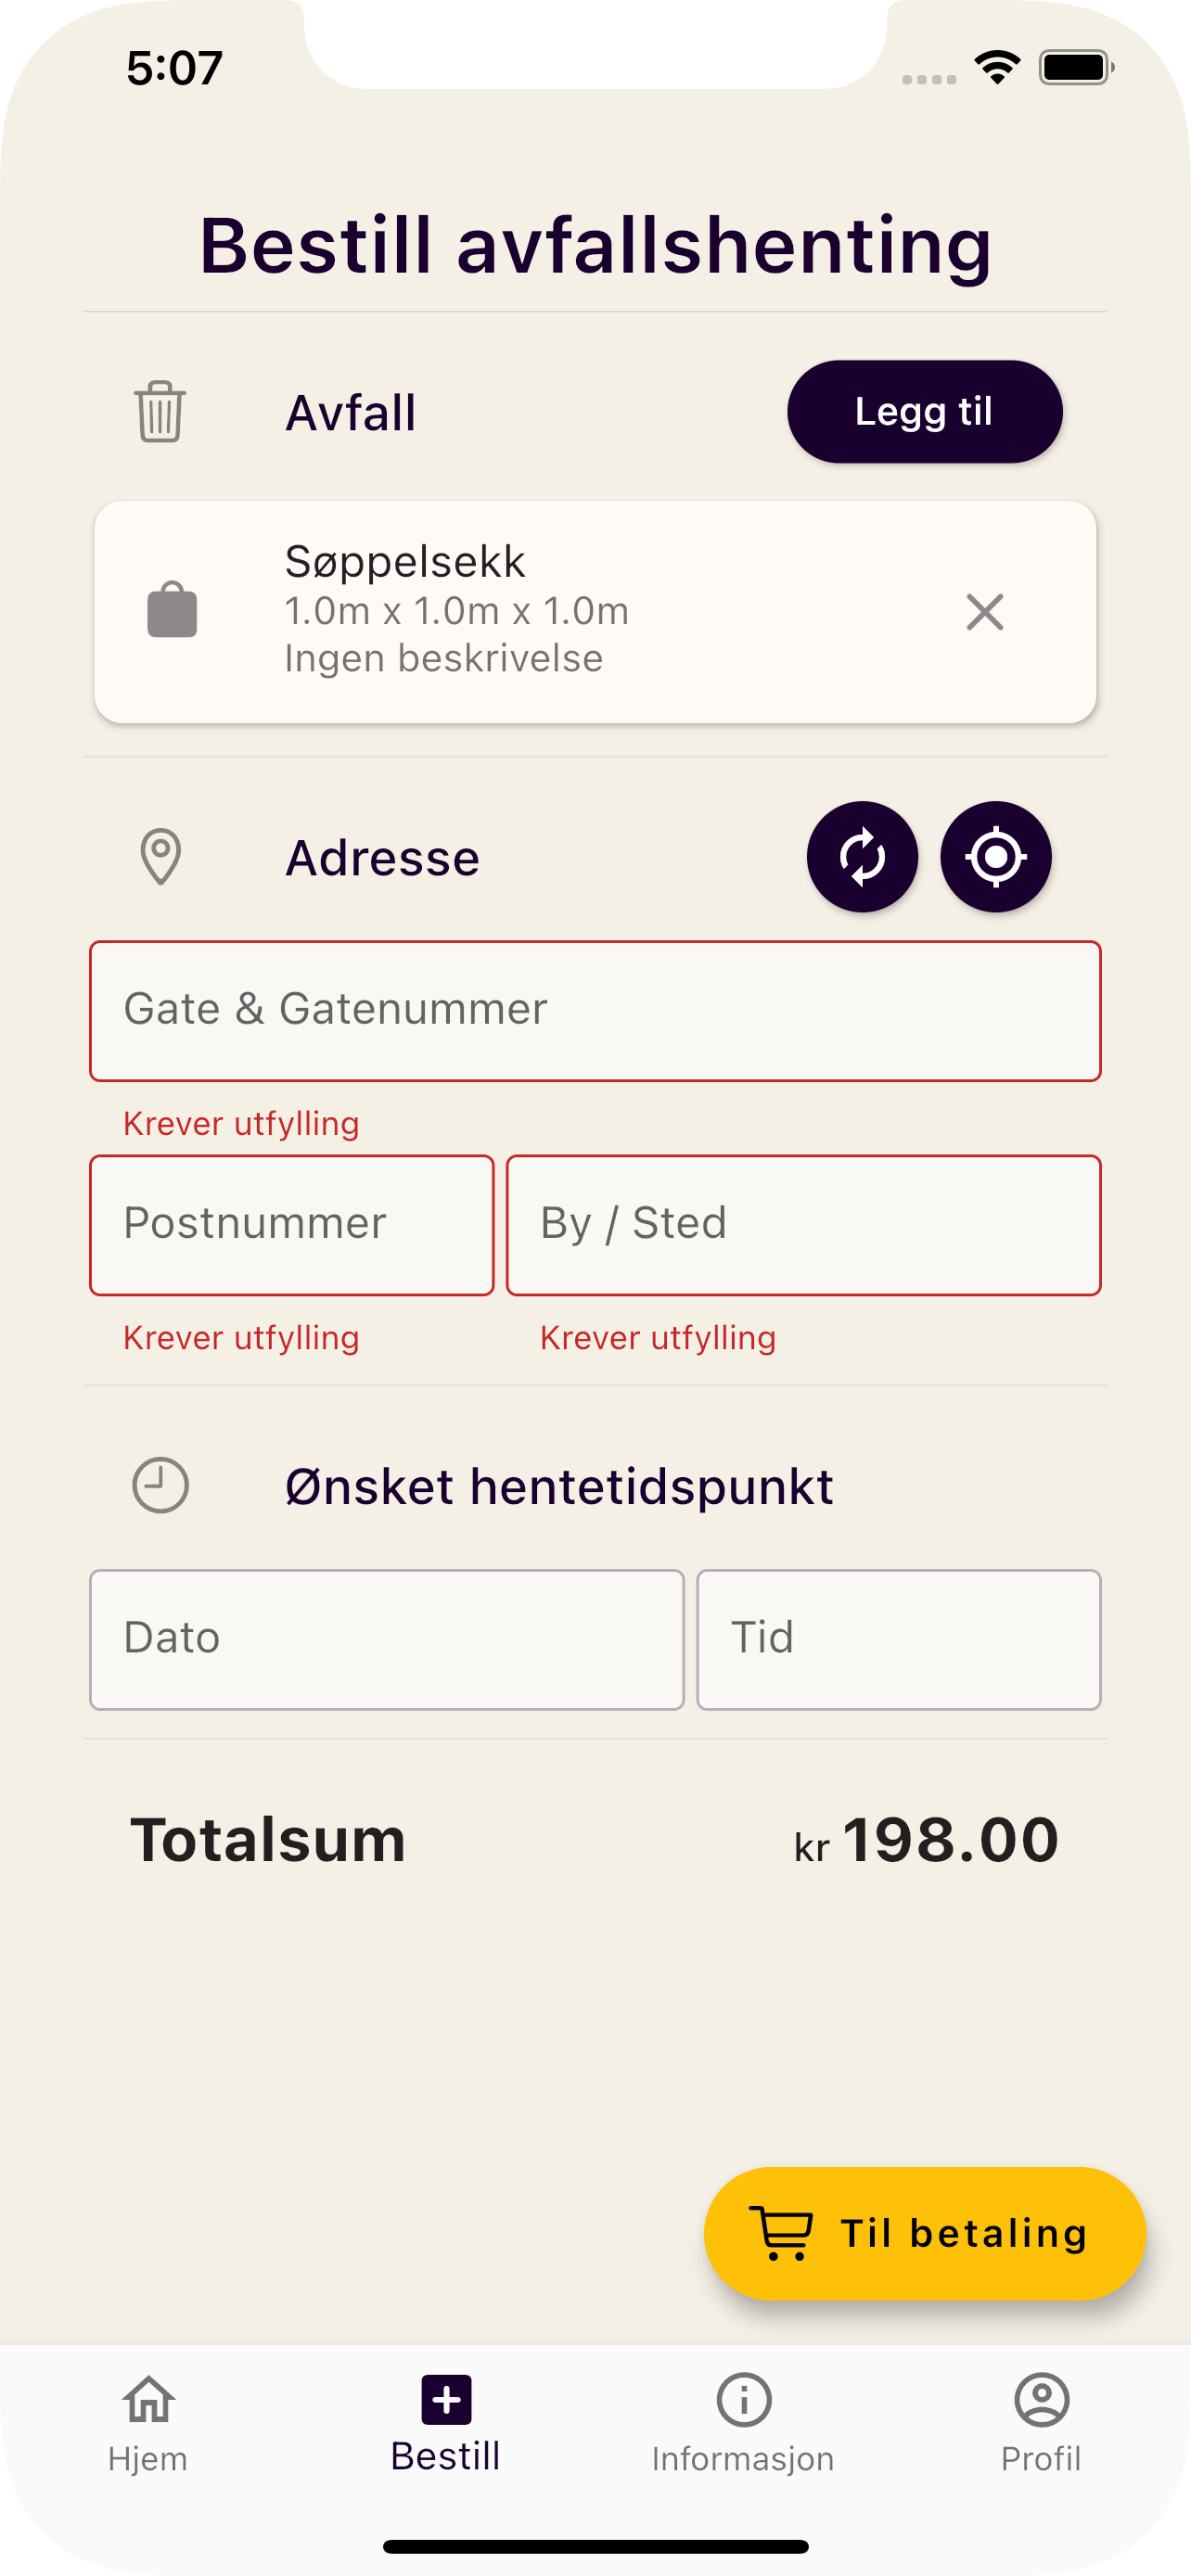 5:07
Bestill avfallshenting
Avfall
Legg til
Søppelsekk
1.0m x 1.0m x 1.0m
Ingen beskrivelse
Adresse
Gate & Gatenummer
Krever utfylling
Postnummer
By / Sted
Krever utfylling
Krever utfylling
Ønsket hentetidspunkt
Dato
Tid
Totalsum
kr 198.00
Til betaling
Hjem
Bestill
Informasjon
Profil